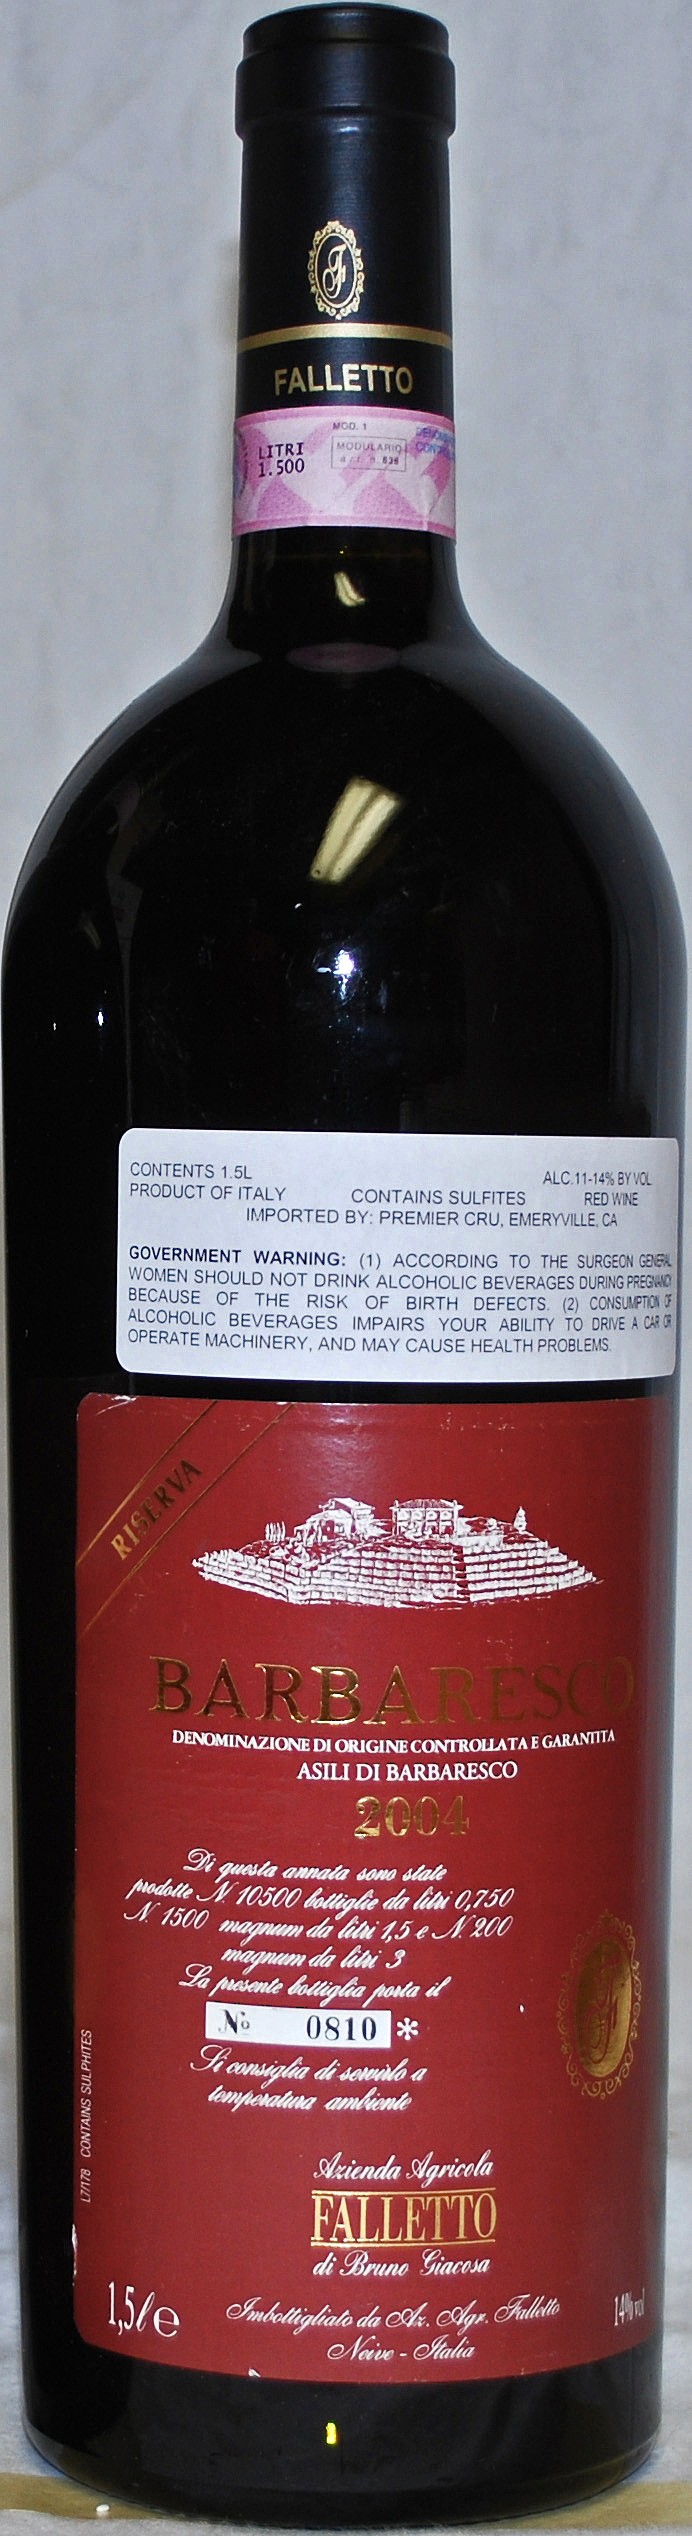 F
FALLETTO
LITRI
1.500
MOD. 1
MODULARIO
a r.t. n. 636
CONTENTS 1.5L
ALC.11-14% BY VOL
PRODUCT OF ITALY CONTAINS SULFITES RED WINE
IMPORTED BY: PREMIER CRU, EMERYVILLE, CA
GOVERNMENT WARNING: (1) ACCORDING TO THE SURGEON GENERAL
WOMEN SHOULD NOT DRINK ALCOHOLIC BEVERAGES DURING PREGNANCY
BECAUSE OF THE RISK OF BIRTH DEFECTS. (2) CONSUMPTION OF
ALCOHOLIC BEVERAGES IMPAIRS YOUR ABILITY TO DRIVE A CAR OR
OPERATE MACHINERY, AND MAY CAUSE HEALTH PROBLEMS.
RISERVA
BARBARESCO
DENOMINAZIONE DI ORIGINE CONTROLLATA E GARANTITA
ASILI DI BARBARESCO
2004
Di questa annata sono state
prodotte N 10500 bottiglie da litri 0,750
N. 1500 magnum da litri 1,5 e N. 200
magnum da litri 3
La presente bottiglia porta il
No 0810 *
Si consiglia di servirlo a
temperatura ambiente
L7/178 CONTAINS SULPHITES
Azienda Agricola
FALLETTO
di Bruno Giacosa
1,5 l e
Imbottigliato da Az. Agr. Falletto
Neive - Italia
14% vol